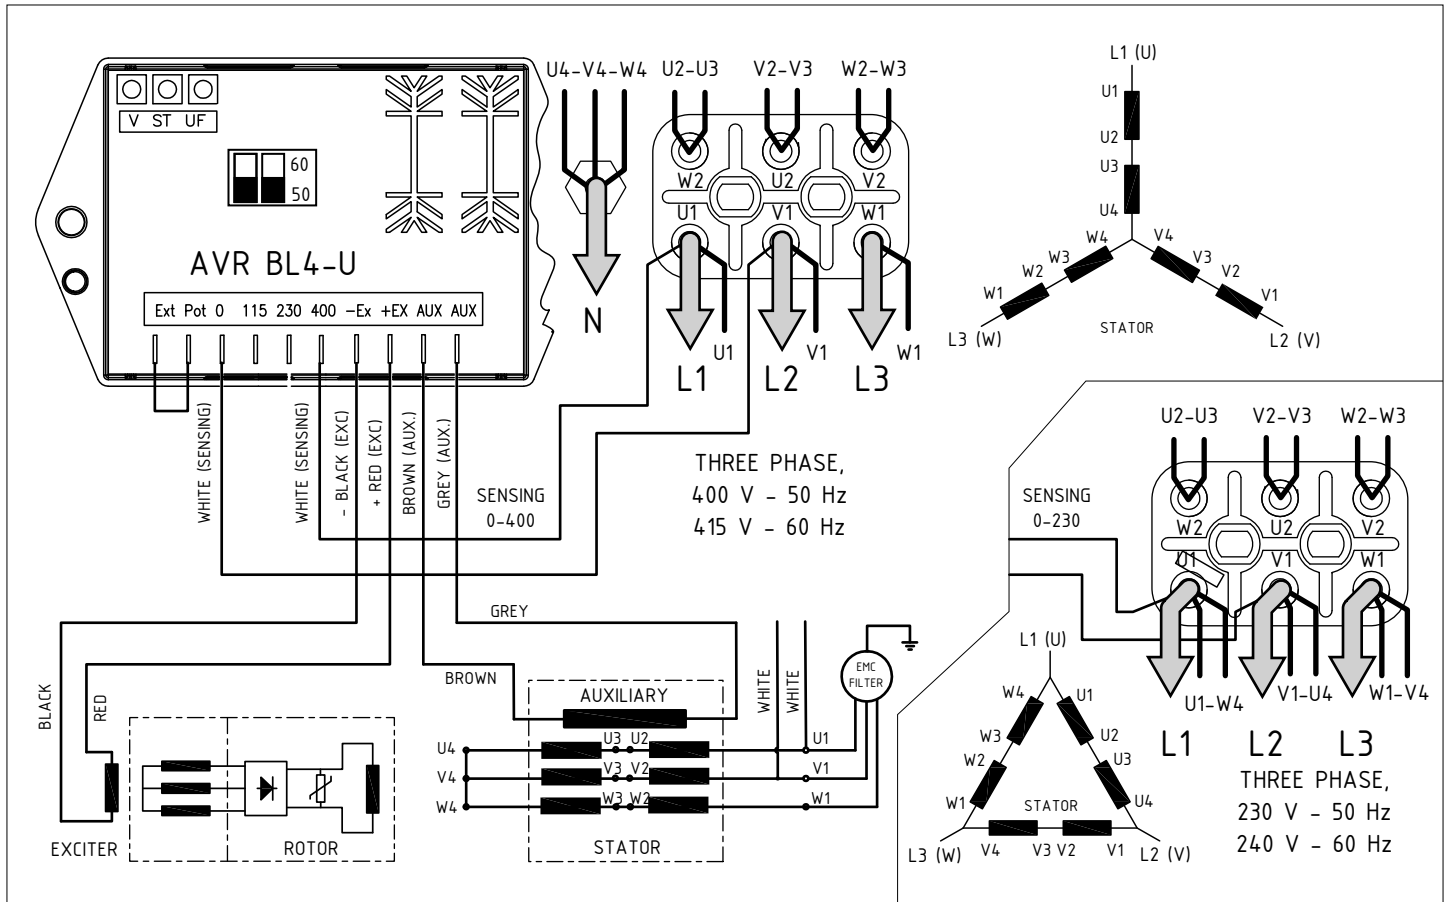 V ST UF
60
50
AVR BL4-U
Ext Pot 0 115 230 400 -Ex +EX AUX AUX
WHITE (SENSING)
WHITE (SENSING)
- BLACK (EXC)
+ RED (EXC)
BROWN (AUX.)
GREY (AUX.)
U4-V4-W4
N
U2-U3 V2-V3 W2-W3
W2 U2 V2
U1 V1 W1
U1 V1 W1
L1 L2 L3
SENSING
0-400
THREE PHASE,
400 V - 50 Hz
415 V - 60 Hz
L1 (U)
U1
U2
U3
U4
W4 V4
W3 V3
W2 V2
W1 V1
L3 (W)
STATOR
L2 (V)
U2-U3 V2-V3 W2-W3
SENSING
0-230
W2 U2 V2
U1 V1 W1
U1-W4 V1-U4 W1-V4
L1 L2 L3
THREE PHASE,
230 V - 50 Hz
240 V - 60 Hz
L1 (U)
W4 U1
W3 U2
W2 U3
W1 U4
STATOR
L3 (W) V4 V3 V2 V1 L2 (V)
BLACK
RED
GREY
BROWN
WHITE
WHITE
EMC
FILTER
AUXILIARY
U4 U3 U2 U1
V4 V3 V2 V1
W4 W3 W2 W1
STATOR
EXCITER
ROTOR